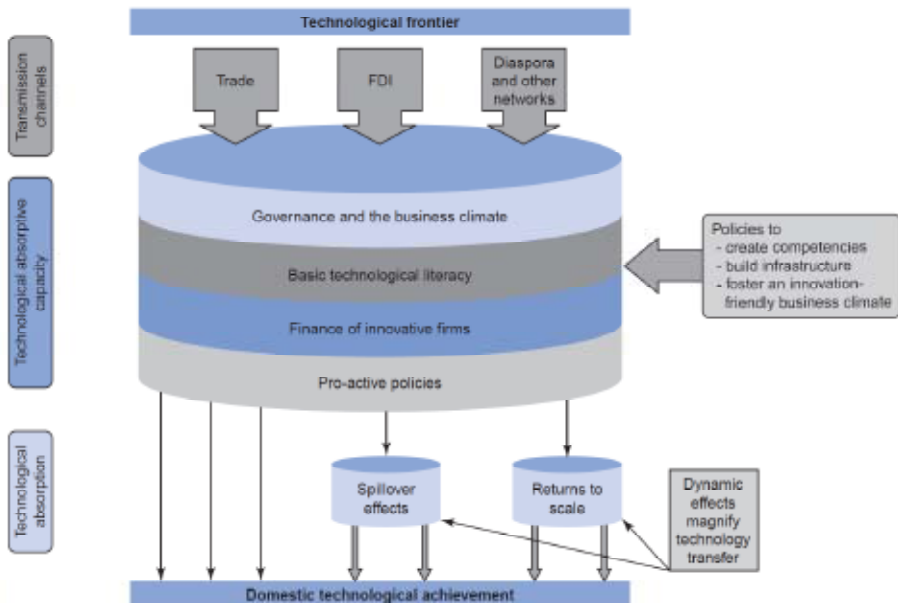 Technological frontier
Transmission
channels
Trade
FDI
Diaspora
and other
networks
Technological absorptive
capacity
Governance and the business climate
Basic technological literacy
Finance of innovative firms
Pro-active policies
Policies to
- create competencies
- build infrastructure
- foster an innovation-
friendly business climate
Technological
absorption
Spillover
effects
Returns to
scale
Dynamic
effects
magnify
technology
transfer
Domestic technological achievement